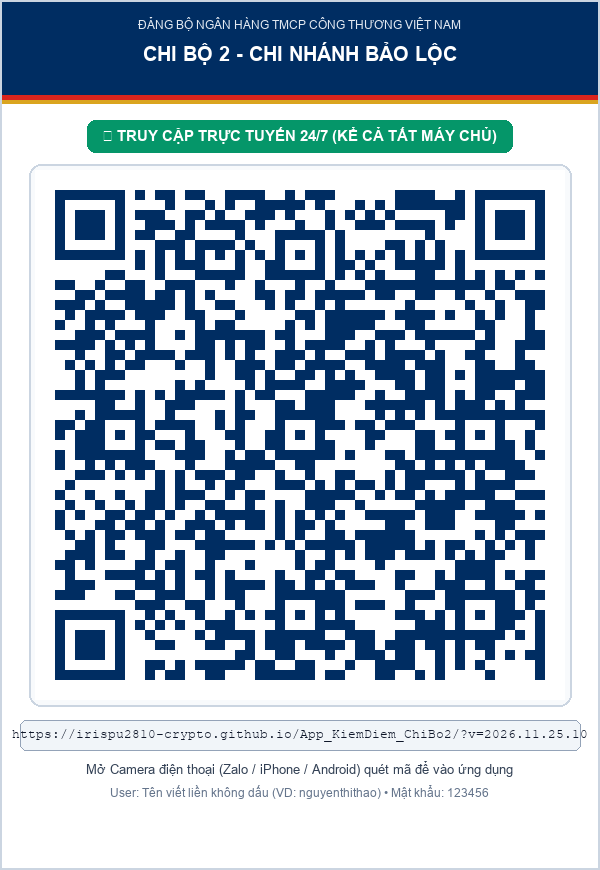 ĐẢNG BỘ NGÂN HÀNG TMCP CÔNG THƯƠNG VIỆT NAM
CHI BỘ 2 - CHI NHÁNH BẢO LỘC
TRUY CẬP TRỰC TUYẾN 24/7 (KỂ CẢ TẮT MÁY CHỦ)
https://irispu2810-crypto.github.io/App_KiemDiem_ChiBo2/?v=2026.11.25.10
Mở Camera điện thoại (Zalo / iPhone / Android) quét mã để vào ứng dụng
User: Tên viết liền không dấu (VD: nguyenthithao) • Mật khẩu: 123456